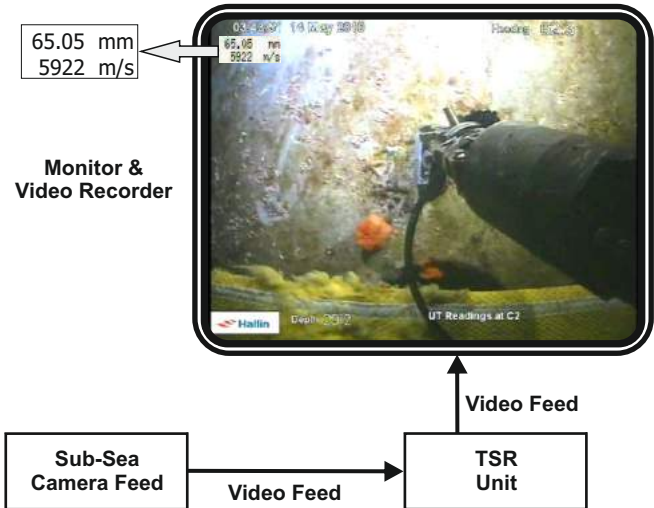 65.05 mm
5922 m/s
14 May 2010
65.05 mm
5922 m/s
Monitor &
Video Recorder
Hallin
Depth
UT Readings at C2
Video Feed
Sub-Sea
Camera Feed
Video Feed
TSR
Unit